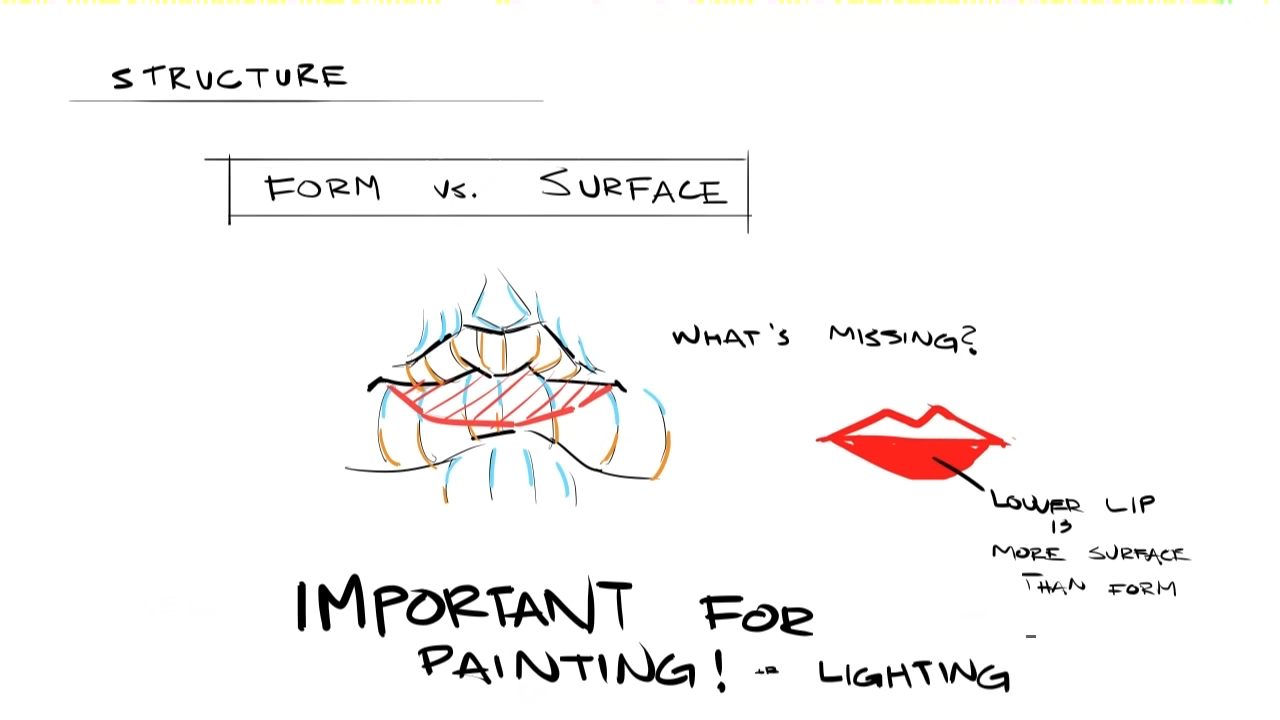 STRUCTURE
FORM vs. SURFACE
WHAT'S MISSING?
LOWER LIP
IS
MORE SURFACE
THAN FORM
IMPORTANT FOR
PAINTING! - LIGHTING